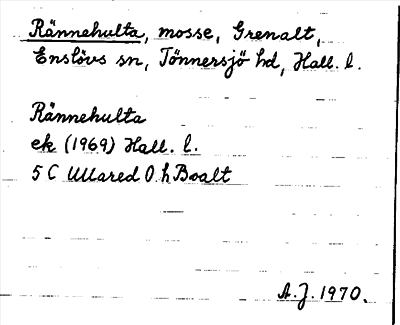 Rännehulta, mosse, Grenalt,
Enslövs sn, Tönnersjö hd, Hall. l.
Rännehulta
ek (1969) Hall. l.
5 C Ullared O. h Boalt
A.J. 1970.